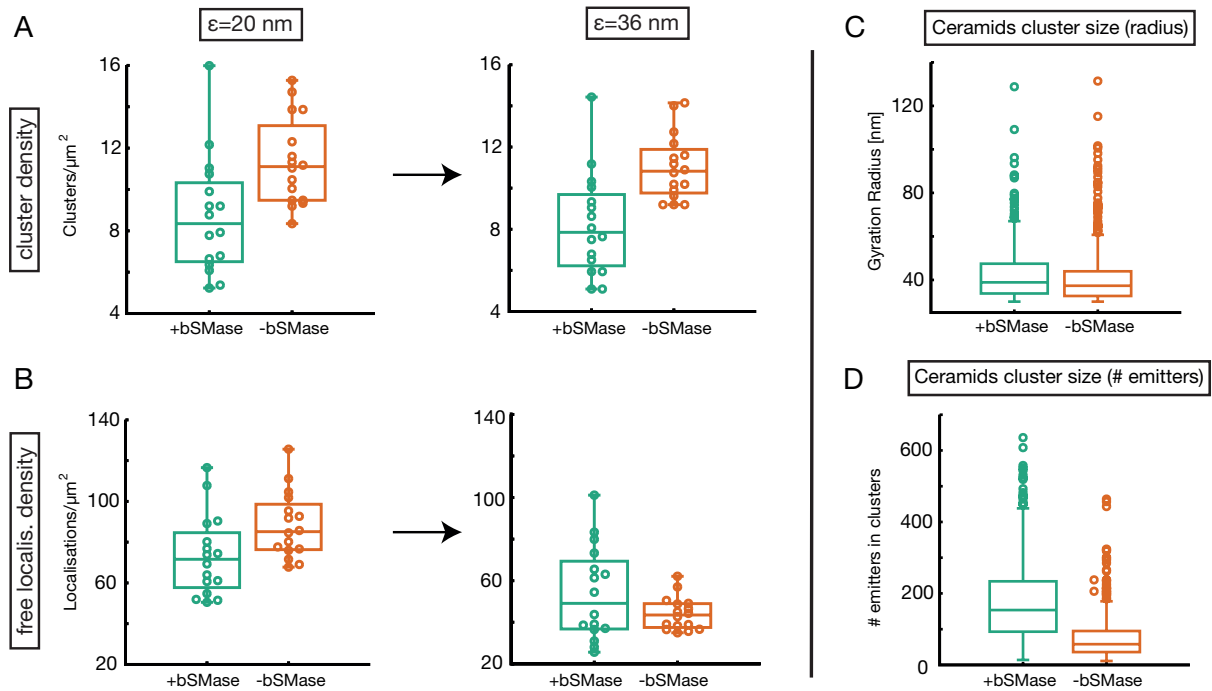 A
ε=20 nm
ε=36 nm
cluster density
Clusters/µm²
16
12
8
4
+bSMase
-bSMase
16
12
8
4
+bSMase
-bSMase
B
free localis. density
Localisations/µm²
140
100
60
20
+bSMase
-bSMase
140
100
60
20
+bSMase
-bSMase
C
Ceramids cluster size (radius)
Gyration Radius [nm]
120
80
40
+bSMase
-bSMase
D
Ceramids cluster size (# emitters)
# emitters in clusters
600
400
200
0
+bSMase
-bSMase